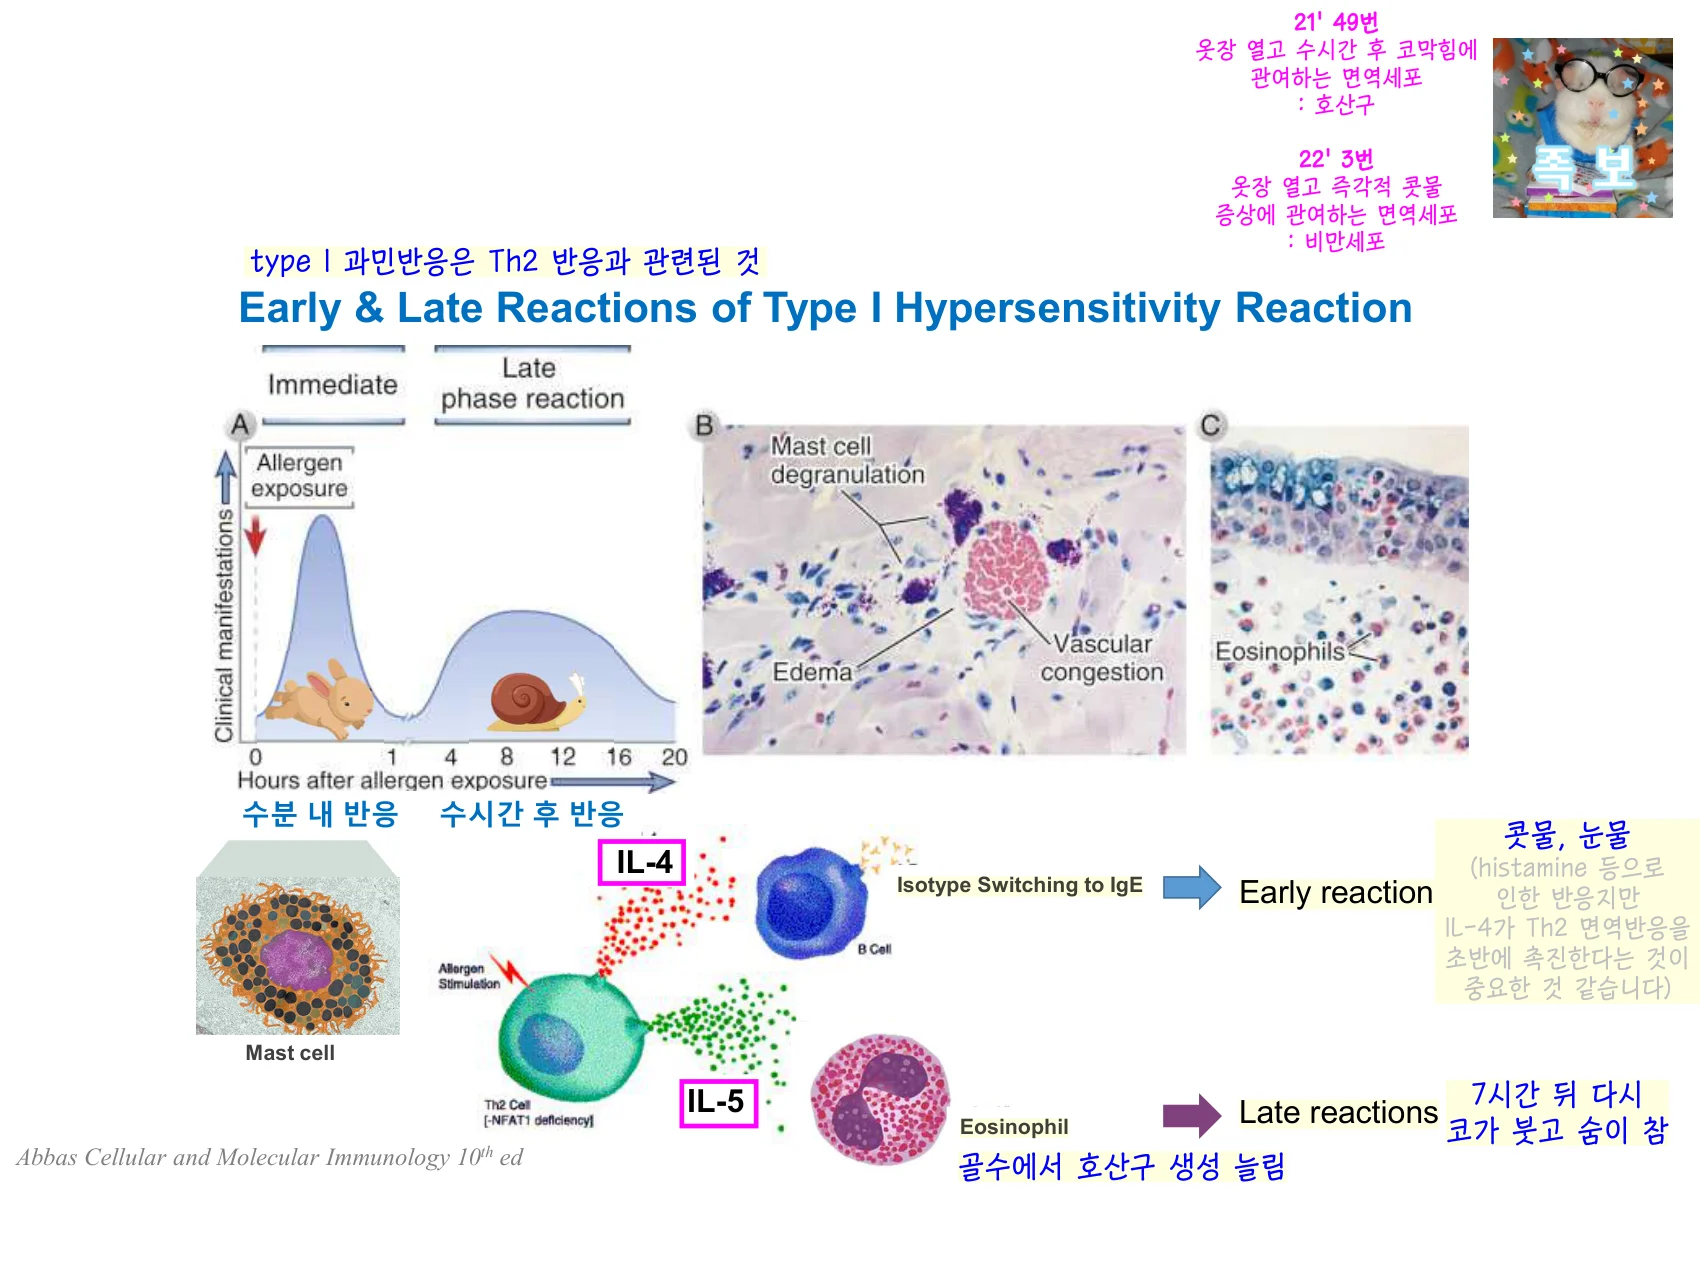 21' 49번
옷장 열고 수시간 후 코막힘에
관여하는 면역세포
: 호산구
22' 3번
옷장 열고 즉각적 콧물
증상에 관여하는 면역세포
: 비만세포
족보
type I 과민반응은 Th2 반응과 관련된 것
Early & Late Reactions of Type I Hypersensitivity Reaction
Immediate
Late
phase reaction
A
Allergen
exposure
Clinical manifestations
0 1 4 8 12 16 20
Hours after allergen exposure
B
Mast cell
degranulation
Edema
Vascular
congestion
C
Eosinophils
수분 내 반응
수시간 후 반응
Mast cell
IL-4
Allergen
Stimulation
Th2 Cell
[-NFAT1 deficiency]
IL-5
B Cell
Isotype Switching to IgE
Early reaction
콧물, 눈물
(histamine 등으로
인한 반응지만
IL-4가 Th2 면역반응을
초반에 촉진한다는 것이
중요한 것 같습니다)
Eosinophil
골수에서 호산구 생성 늘림
Late reactions
7시간 뒤 다시
코가 붓고 숨이 참
Abbas Cellular and Molecular Immunology 10th ed